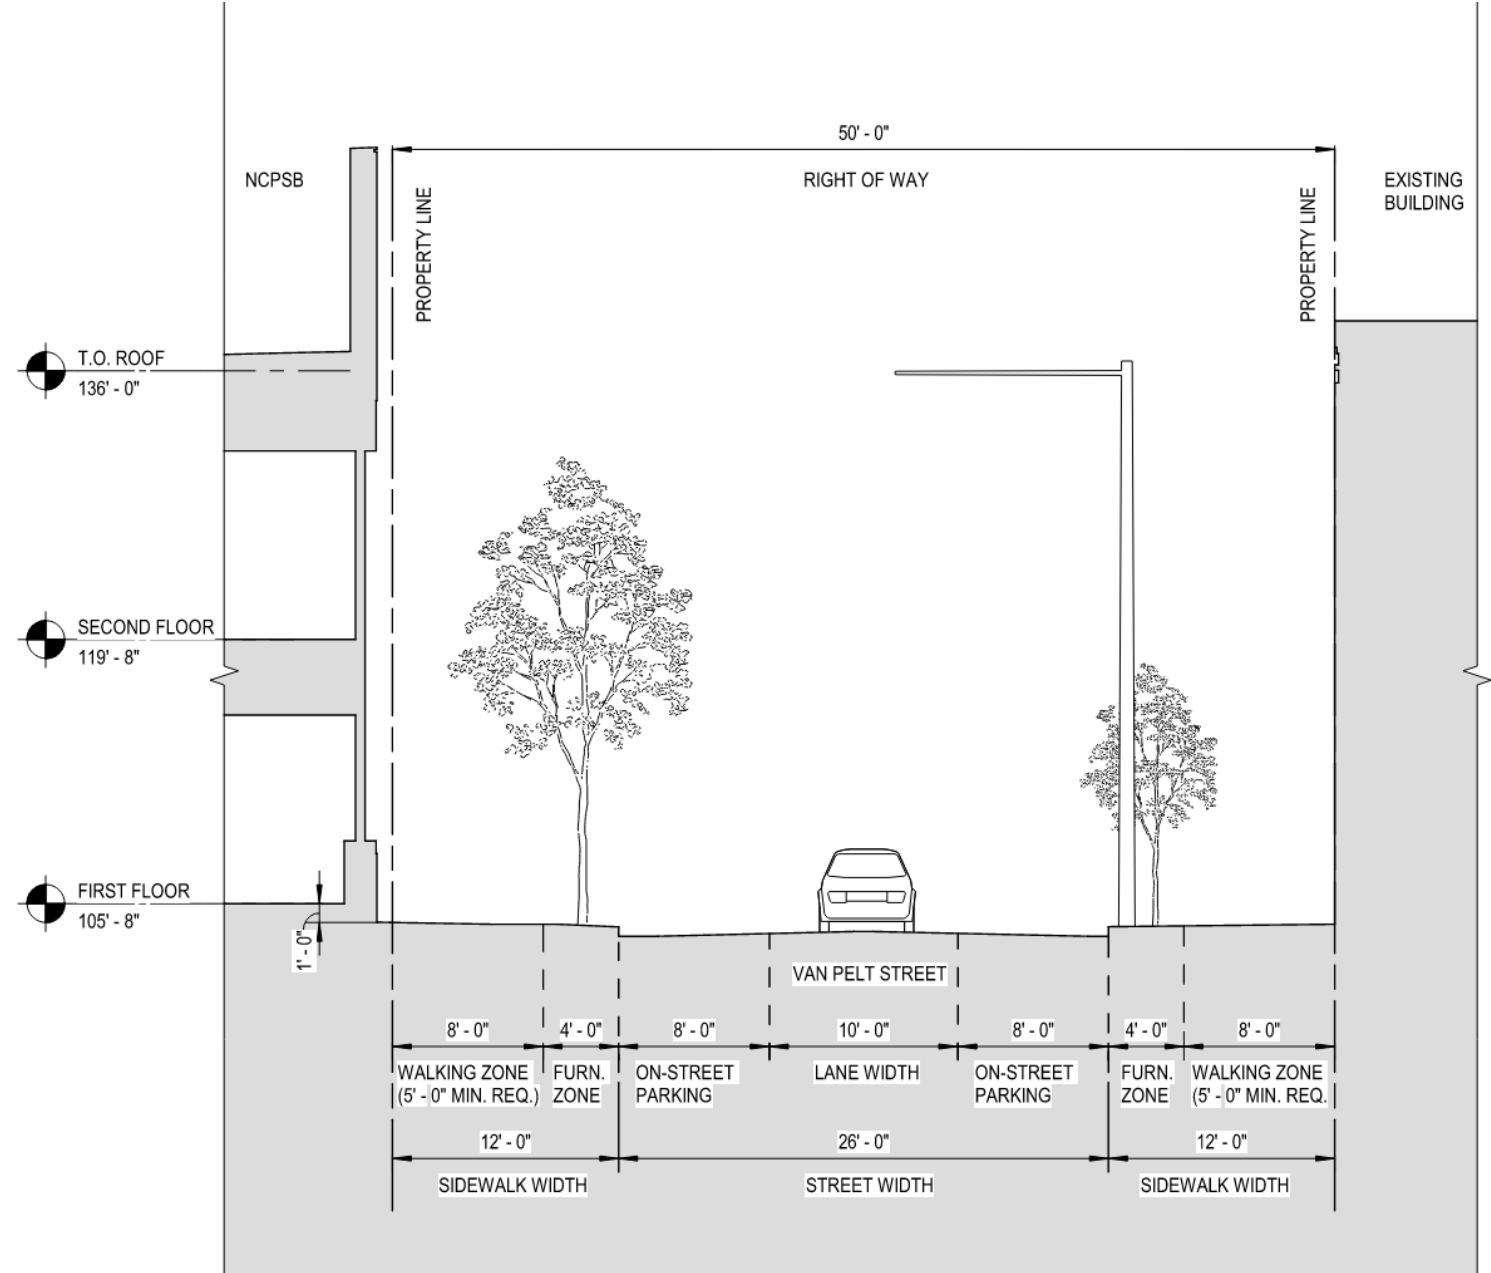 50' - 0"
NCPSB
RIGHT OF WAY
EXISTING
BUILDING
PROPERTY LINE
PROPERTY LINE
T.O. ROOF
136' - 0"
SECOND FLOOR
119' - 8"
FIRST FLOOR
105' - 8"
1' - 0"
VAN PELT STREET
8' - 0"
4' - 0"
8' - 0"
10' - 0"
8' - 0"
4' - 0"
8' - 0"
WALKING ZONE
(5' - 0" MIN. REQ.)
FURN.
ZONE
ON-STREET
PARKING
LANE WIDTH
ON-STREET
PARKING
FURN.
ZONE
WALKING ZONE
(5' - 0" MIN. REQ.
12' - 0"
26' - 0"
12' - 0"
SIDEWALK WIDTH
STREET WIDTH
SIDEWALK WIDTH